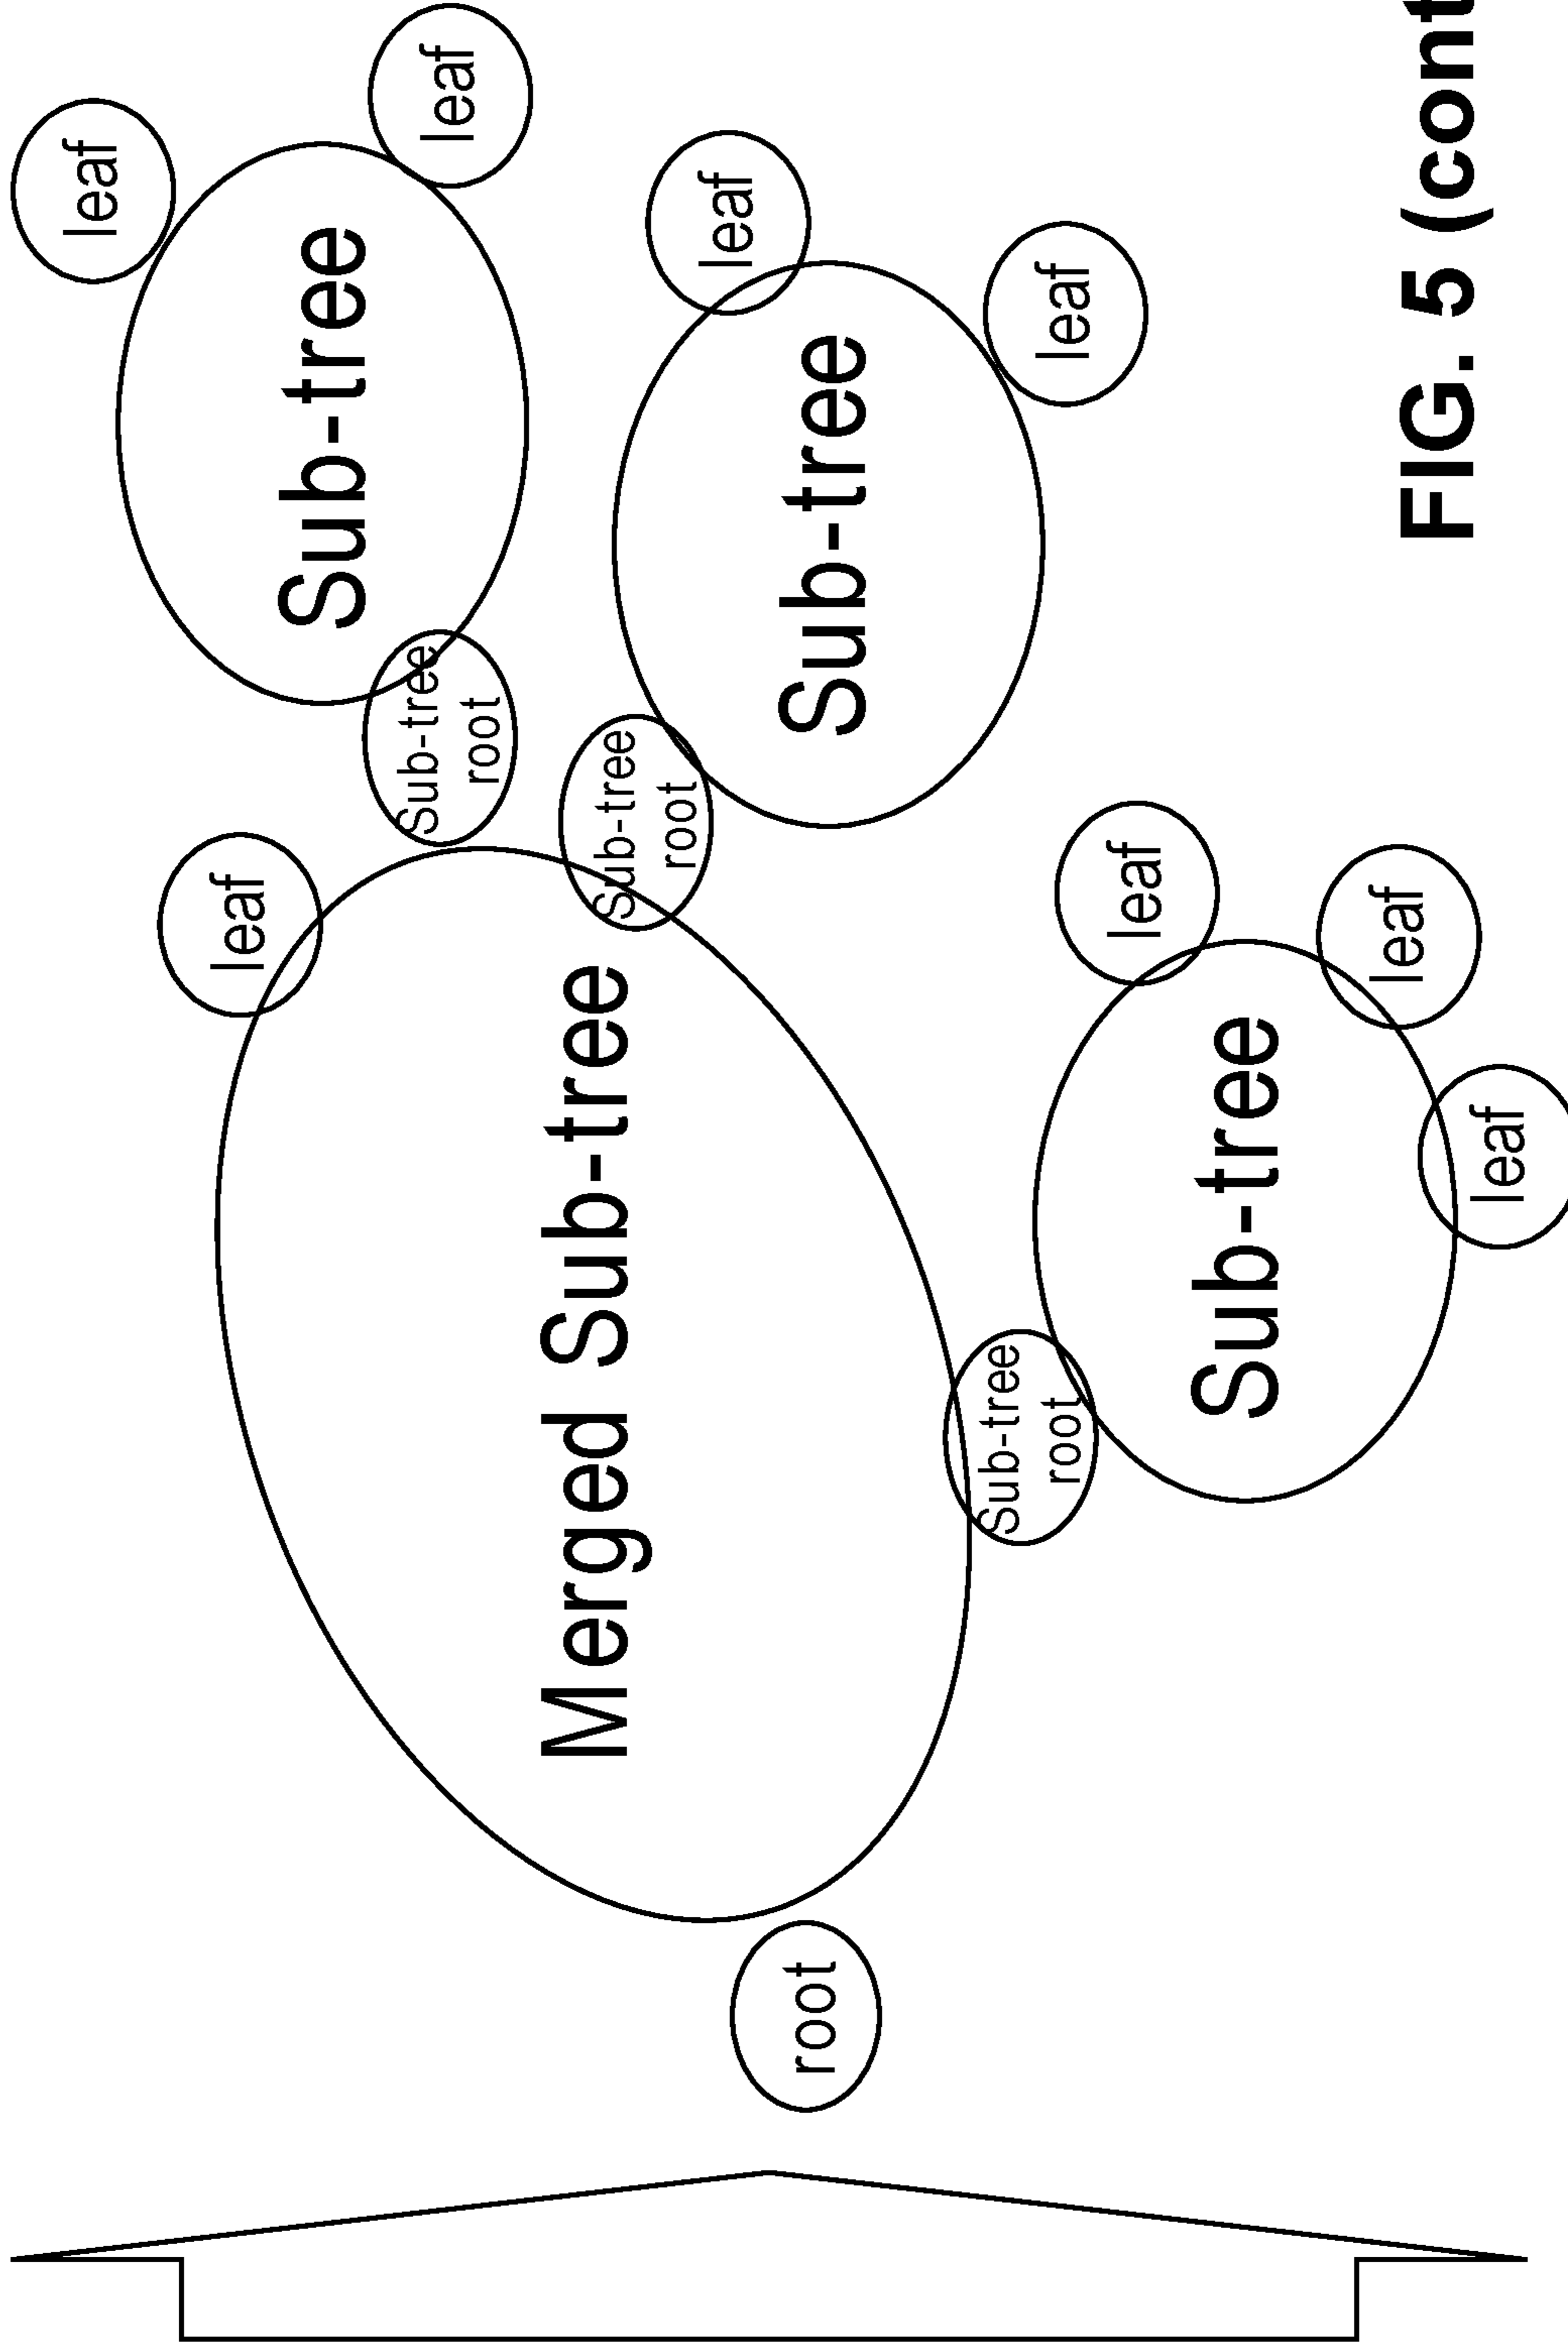 leaf
leaf
Sub-tree
Sub-tree
root
leaf
Merged Sub-tree
Sub-tree
root
leaf
root
Sub-tree
Sub-tree
root
leaf
leaf
Sub-tree
leaf
leaf
FIG. 5 (cont